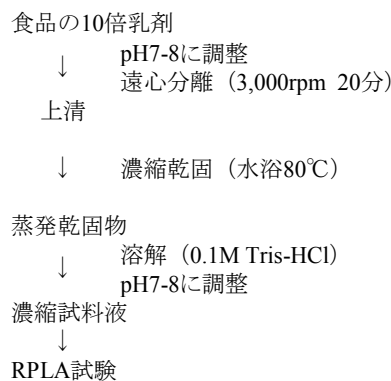 食品の10倍乳剤
↓
pH7-8に調整
遠心分離（3,000rpm 20分）
上清
↓ 濃縮乾固（水浴80℃）
蒸発乾固物
↓
溶解（0.1M Tris-HCl）
pH7-8に調整
濃縮試料液
↓
RPLA試験